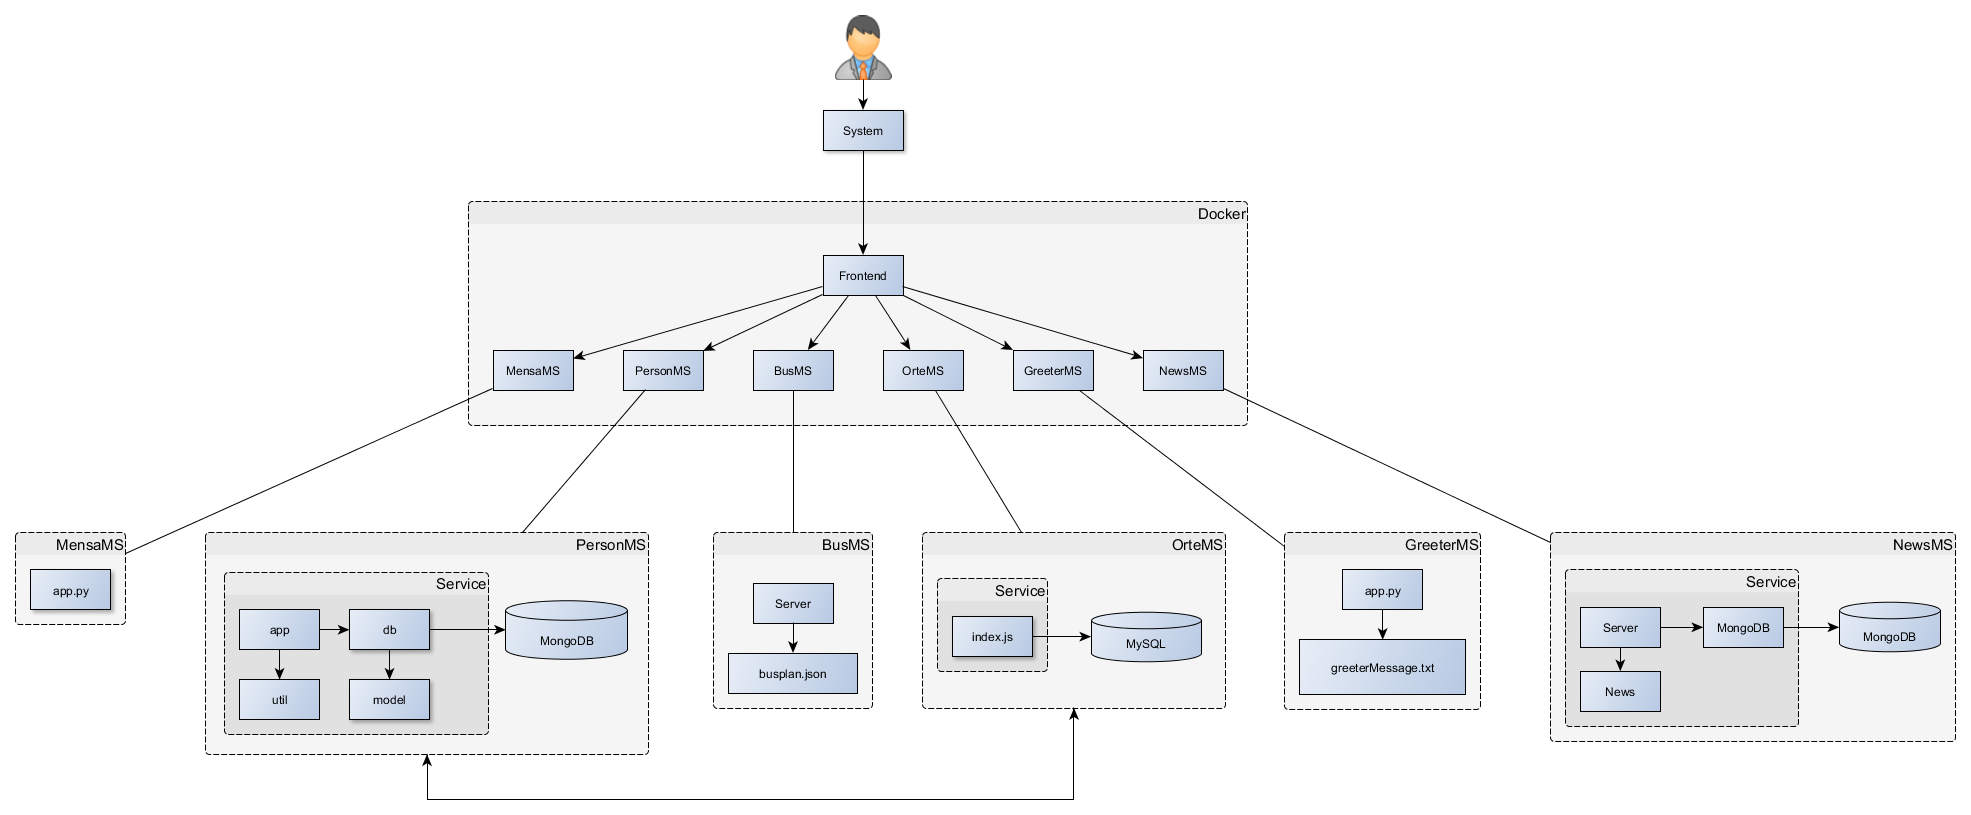 System
Docker
Frontend
MensaMS
PersonMS
BusMS
OrteMS
GreeterMS
NewsMS
MensaMS
app.py
PersonMS
Service
app
db
util
model
MongoDB
BusMS
Server
busplan.json
OrteMS
Service
index.js
MySQL
GreeterMS
app.py
greeterMessage.txt
NewsMS
Service
Server
MongoDB
News
MongoDB